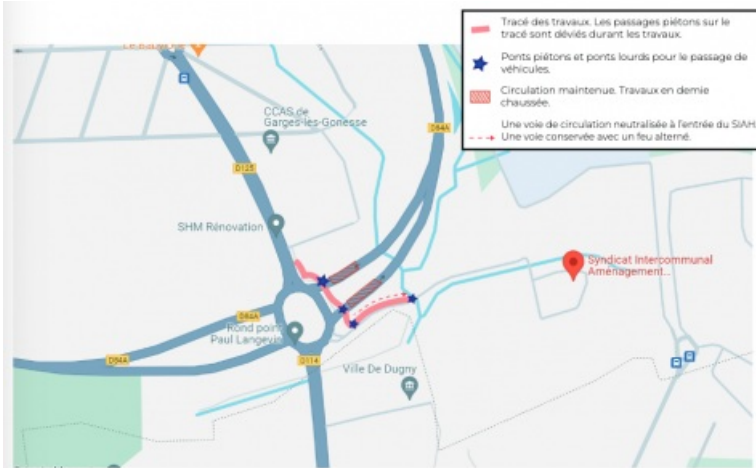 Tracé des travaux. Les passages piétons sur le
tracé sont déviés durant les travaux.
Ponts piétons et ponts lourds pour le passage de
véhicules.
Circulation maintenue. Travaux en demie
chaussée.
Une voie de circulation neutralisée à l'entrée du SIAH
Une voie conservée avec un feu alterné.
CCAS de
Garges-lès-Gonesse
D84A
D125
SHM Rénovation
Syndicat Intercommunal
Aménagement...
D84A
Rond point
Paul Langevin
D84A
D114
Ville De Dugny